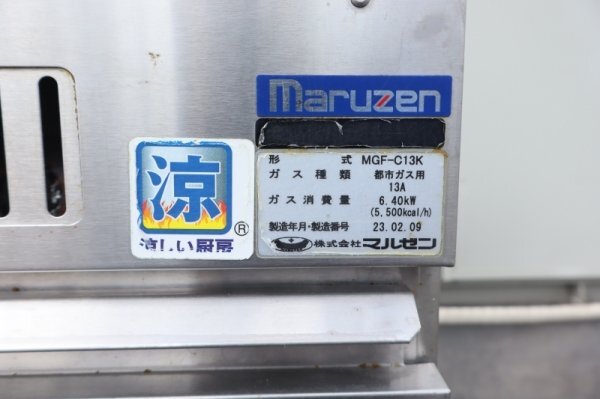 maruzen
形 式 MGF-C13K
ガス種類 都市ガス用
13A
ガス消費量 6.40kW
(5,500kcal/h)
製造年月・製造番号 23.02.09
株式会社 マルゼン
涼
®
涼しい厨房